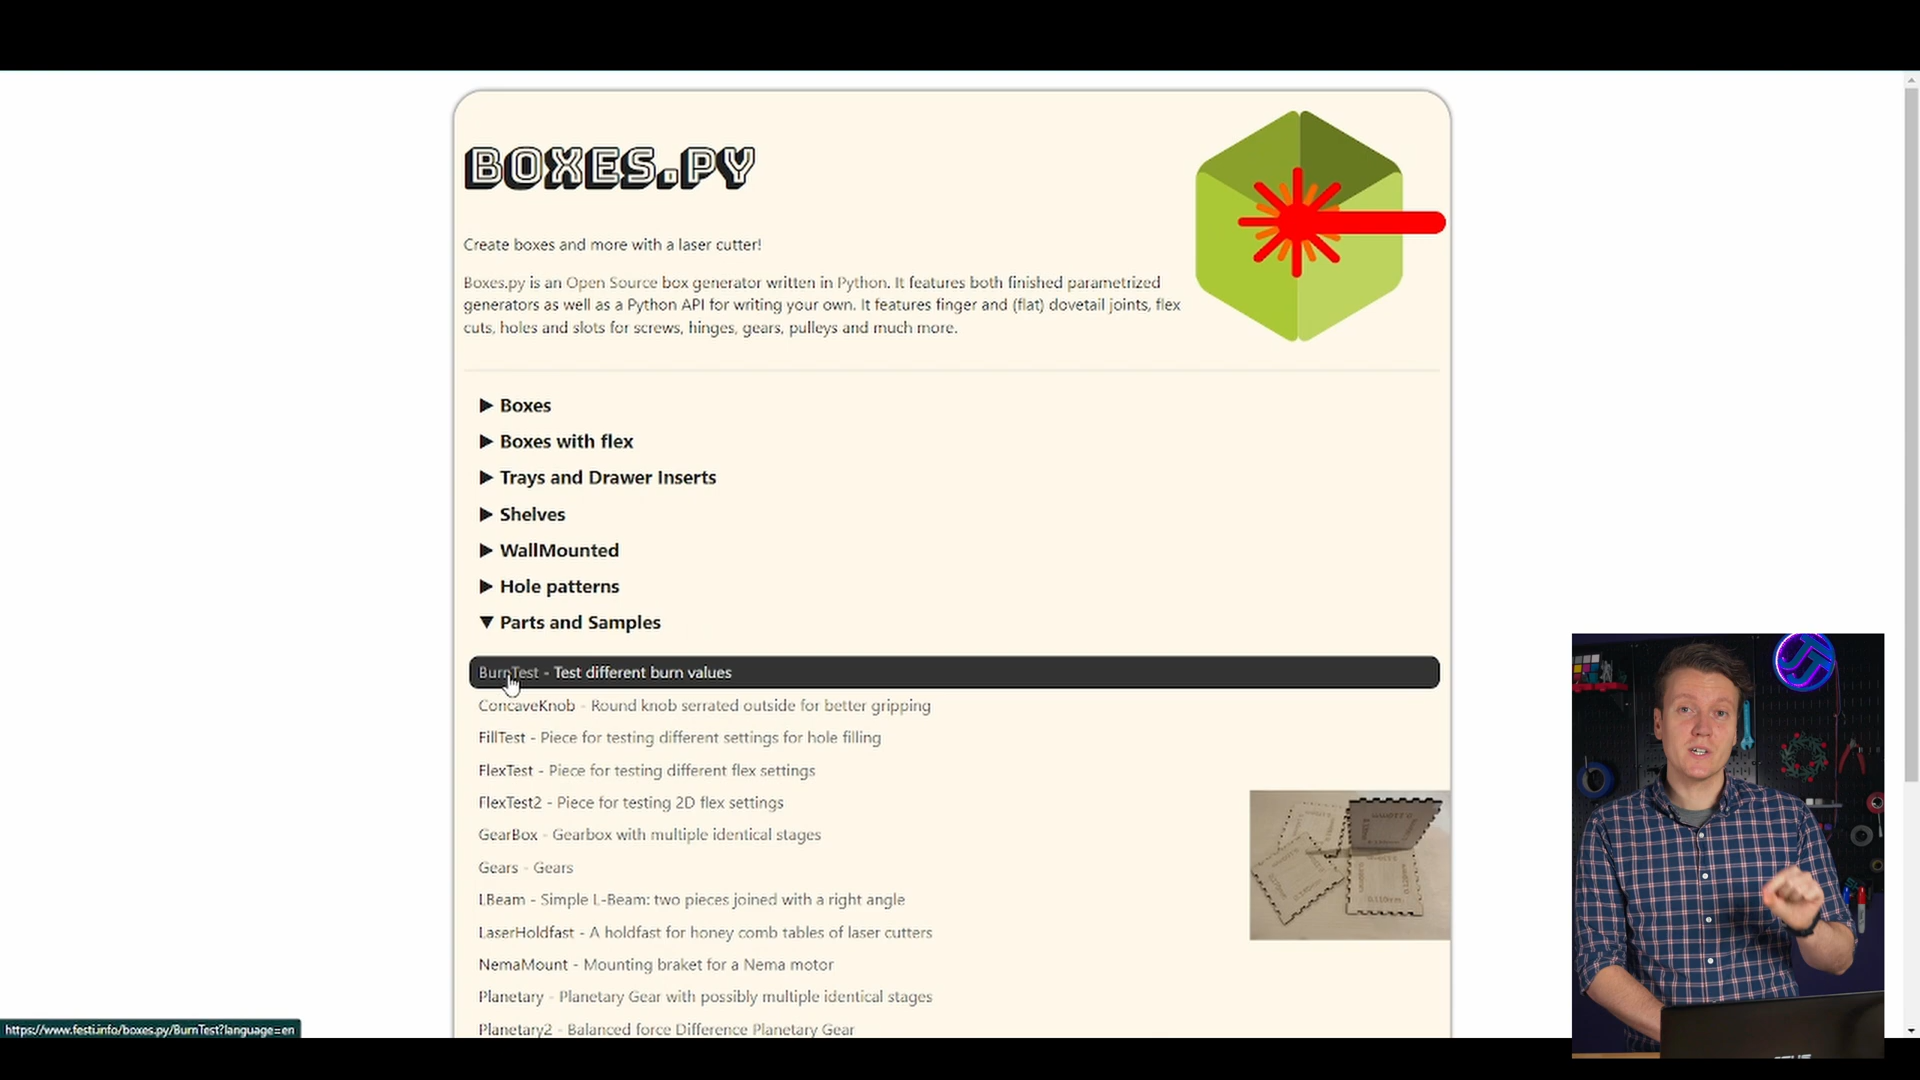 BOXES.PY
Create boxes and more with a laser cutter!
Boxes.py is an Open Source box generator written in Python. It features both finished parametrized
generators as well as a Python API for writing your own. It features finger and (flat) dovetail joints, flex
cuts, holes and slots for screws, hinges, gears, pulleys and much more.
▶ Boxes
▶ Boxes with flex
▶ Trays and Drawer Inserts
▶ Shelves
▶ WallMounted
▶ Hole patterns
▼ Parts and Samples
BurnTest - Test different burn values
ConcaveKnob - Round knob serrated outside for better gripping
FillTest - Piece for testing different settings for hole filling
FlexTest - Piece for testing different flex settings
FlexTest2 - Piece for testing 2D flex settings
GearBox - Gearbox with multiple identical stages
Gears - Gears
LBeam - Simple L-Beam: two pieces joined with a right angle
LaserHoldfast - A holdfast for honey comb tables of laser cutters
NemaMount - Mounting braket for a Nema motor
Planetary - Planetary Gear with possibly multiple identical stages
Planetary2 - Balanced force Difference Planetary Gear
0.110mm
JT
https://www.festi.info/boxes.py/BurnTest?language=en